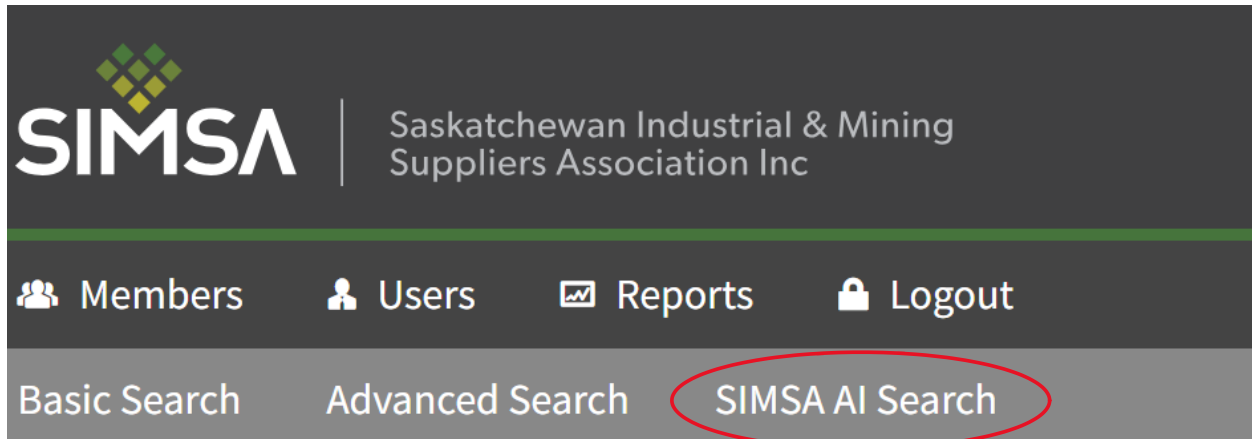 SIMSA
Saskatchewan Industrial & Mining
Suppliers Association Inc
Members Users Reports Logout
Basic Search Advanced Search SIMSA AI Search